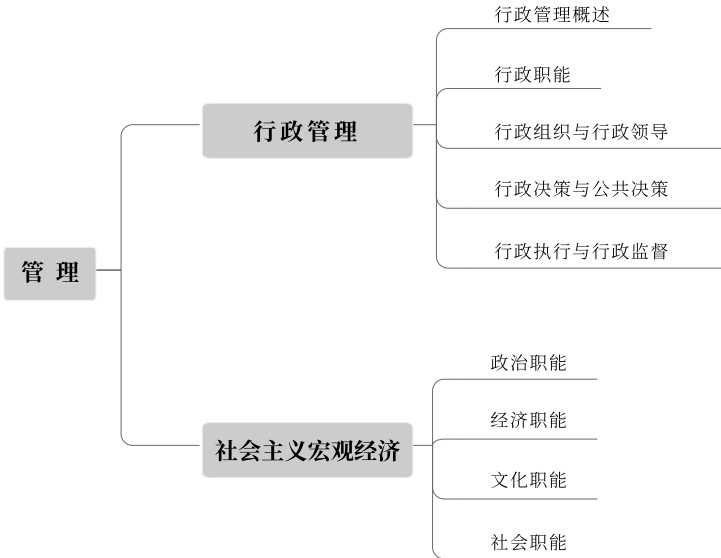 管 理
行政管理
行政管理概述
行政职能
行政组织与行政领导
行政决策与公共决策
行政执行与行政监督
社会主义宏观经济
政治职能
经济职能
文化职能
社会职能